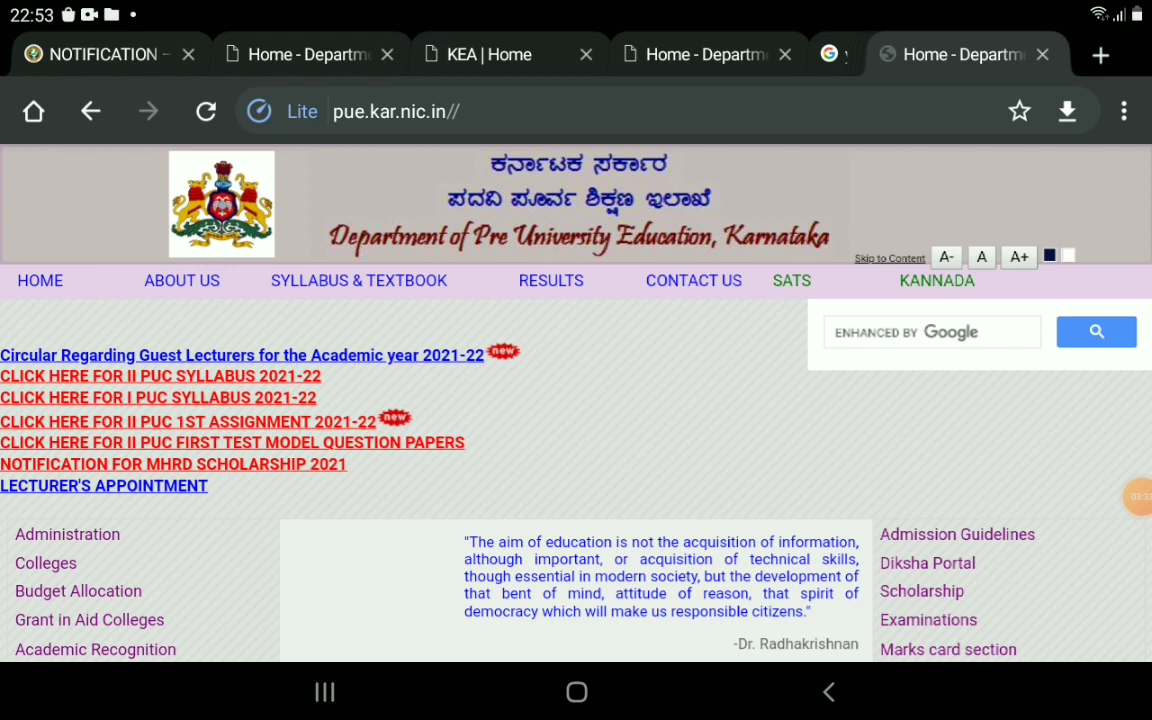 22:53
NOTIFICATION -
Home - Departme
KEA | Home
Home - Departme
Home - Departm
Lite pue.kar.nic.in//
ಕರ್ನಾಟಕ ಸರ್ಕಾರ
ಪದವಿ ಪೂರ್ವ ಶಿಕ್ಷಣ ಇಲಾಖೆ
Department of Pre University Education, Karnataka
Skip to Content A- A A+
HOME ABOUT US SYLLABUS & TEXTBOOK RESULTS CONTACT US SATS KANNADA
ENHANCED BY Google
Circular Regarding Guest Lecturers for the Academic year 2021-22 new
CLICK HERE FOR II PUC SYLLABUS 2021-22
CLICK HERE FOR I PUC SYLLABUS 2021-22
CLICK HERE FOR II PUC 1ST ASSIGNMENT 2021-22 new
CLICK HERE FOR II PUC FIRST TEST MODEL QUESTION PAPERS
NOTIFICATION FOR MHRD SCHOLARSHIP 2021
LECTURER'S APPOINTMENT
03:33
Administration
Colleges
Budget Allocation
Grant in Aid Colleges
Academic Recognition
"The aim of education is not the acquisition of information,
although important, or acquisition of technical skills,
though essential in modern society, but the development of
that bent of mind, attitude of reason, that spirit of
democracy which will make us responsible citizens."
-Dr. Radhakrishnan
Admission Guidelines
Diksha Portal
Scholarship
Examinations
Marks card section